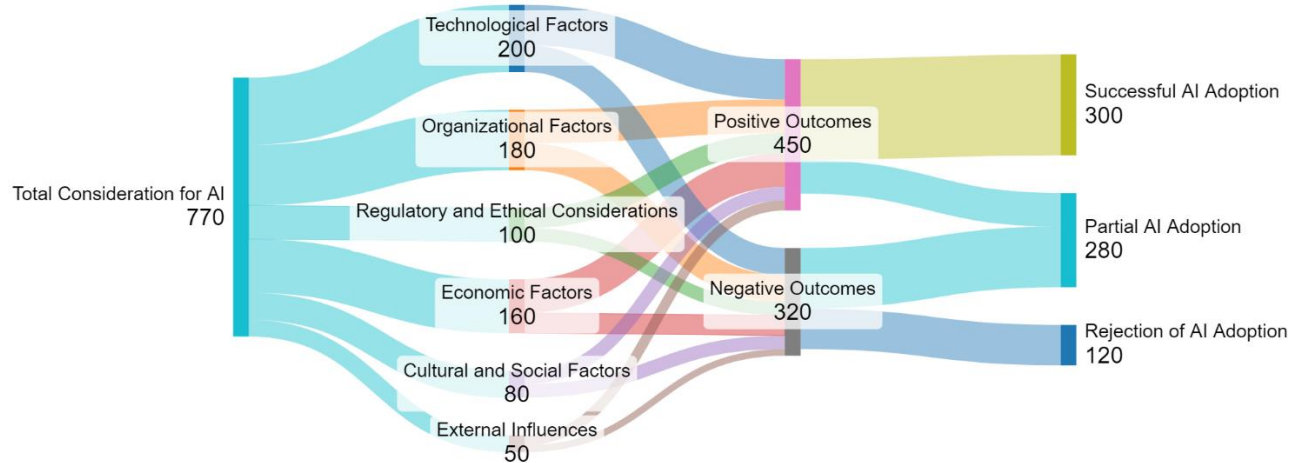 Total Consideration for AI
770
Technological Factors
200
Organizational Factors
180
Regulatory and Ethical Considerations
100
Economic Factors
160
Cultural and Social Factors
80
External Influences
50
Positive Outcomes
450
Negative Outcomes
320
Successful AI Adoption
300
Partial AI Adoption
280
Rejection of AI Adoption
120